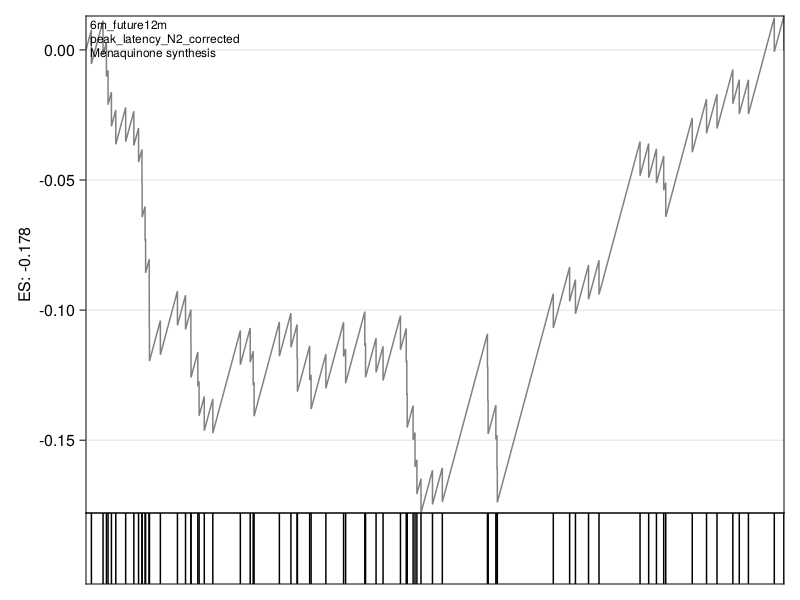 6m_future12m
peak_latency_N2_corrected
Menaquinone synthesis
0.00
-0.05
-0.10
-0.15
ES: -0.178